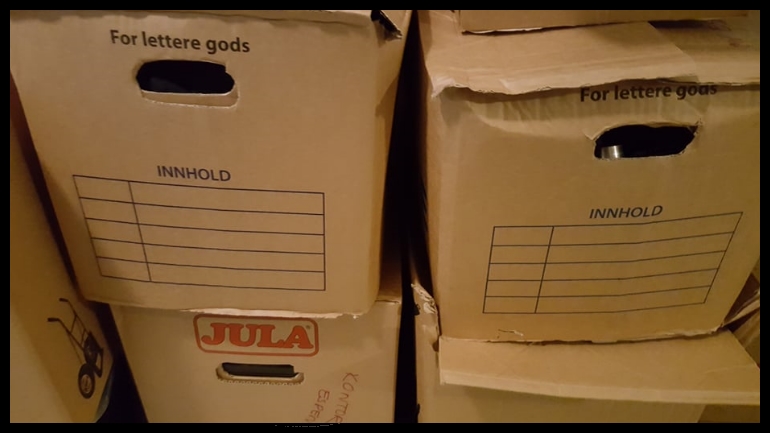 For lettere gods
INNHOLD
For lettere gods
INNHOLD
JULA